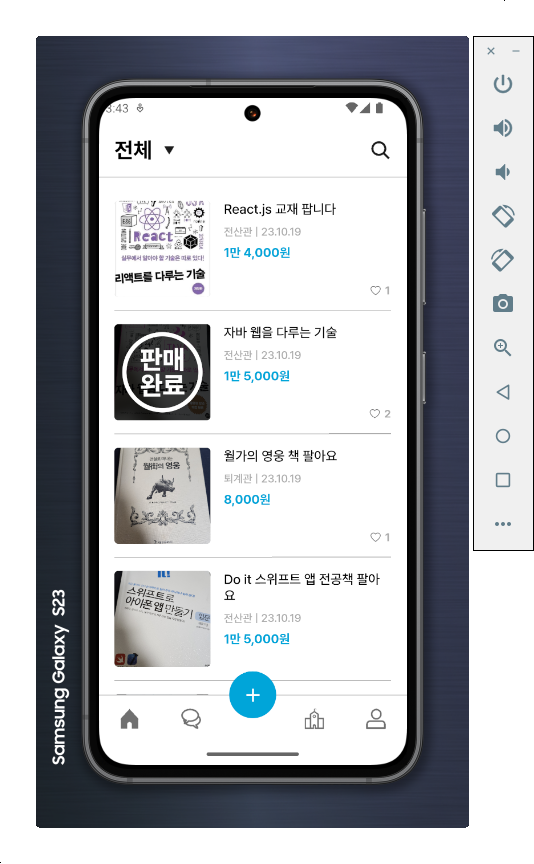 3:43
전체
React.js 교재 팝니다
전산관 | 23.10.19
1만 4,000원
1
React
실무에서 알아야 할 기술은 따로 있다!
리액트를 다루는 기술
자바 웹을 다루는 기술
전산관 | 23.10.19
1만 5,000원
2
판매
완료
월가의 영웅 책 팔아요
퇴계관 | 23.10.19
8,000원
1
월街의 영웅
Do it 스위프트 앱 전공책 팔아
요
전산관 | 23.10.19
1만 5,000원
it!
스위프트로
아이폰 앱 만들기
입문
Samsung Galaxy S23